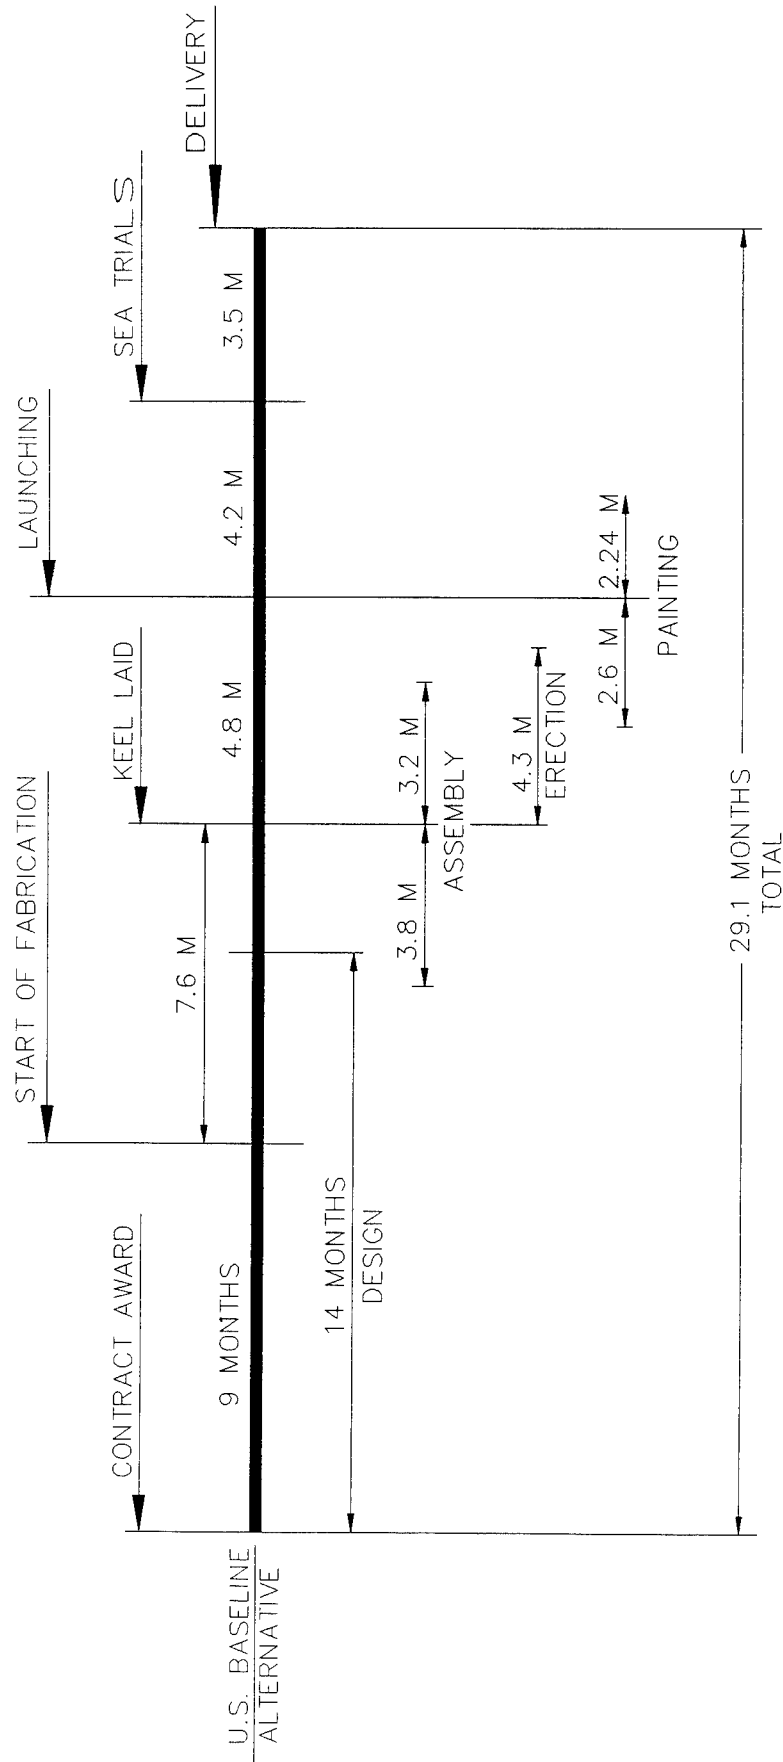 U.S. BASELINE
ALTERNATIVE
CONTRACT AWARD
START OF FABRICATION
KEEL LAID
LAUNCHING
SEA TRIALS
DELIVERY
9 MONTHS
7.6 M
4.8 M
4.2 M
3.5 M
14 MONTHS
DESIGN
3.8 M
3.2 M
ASSEMBLY
4.3 M
ERECTION
2.6 M
2.24 M
PAINTING
29.1 MONTHS
TOTAL